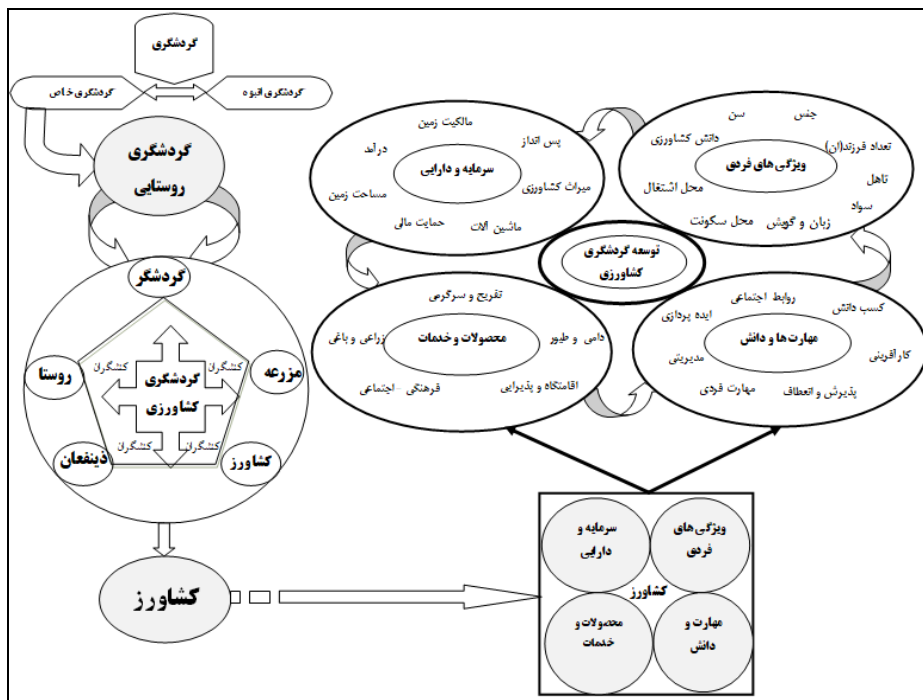 گردشگری
گردشگری انبوه
گردشگری خاص
گردشگری
روستایی
گردشگر
مزرعه
روستا
کنشگران
کنشگران
گردشگری
کشاورزی
کنشگران
کنشگران
کشاورز
ذینفعان
کشاورز
جنس
سن
تعداد فرزند(ان)
دانش کشاورزی
ویژگی های فردی
تاهل
محل اشتغال
سواد
زبان و گویش
محل سکونت
مالکیت زمین
پس انداز
درآمد
سرمایه و دارایی
میراث کشاورزی
مساحت زمین
حمایت مالی
ماشین آلات
توسعه گردشگری
کشاورزی
تفریح و سرگرمی
دامی و طیور
محصولات و خدمات
زراعی و باغی
اقامتگاه و پذیرایی
فرهنگی - اجتماعی
روابط اجتماعی
کسب دانش
ایده پردازی
مهارت ها و دانش
کارآفرینی
مدیریتی
پذیرش و انعطاف
مهارت فردی
ویژگی های
فردی
سرمایه و
دارایی
کشاورز
مهارت و
دانش
محصولات و
خدمات